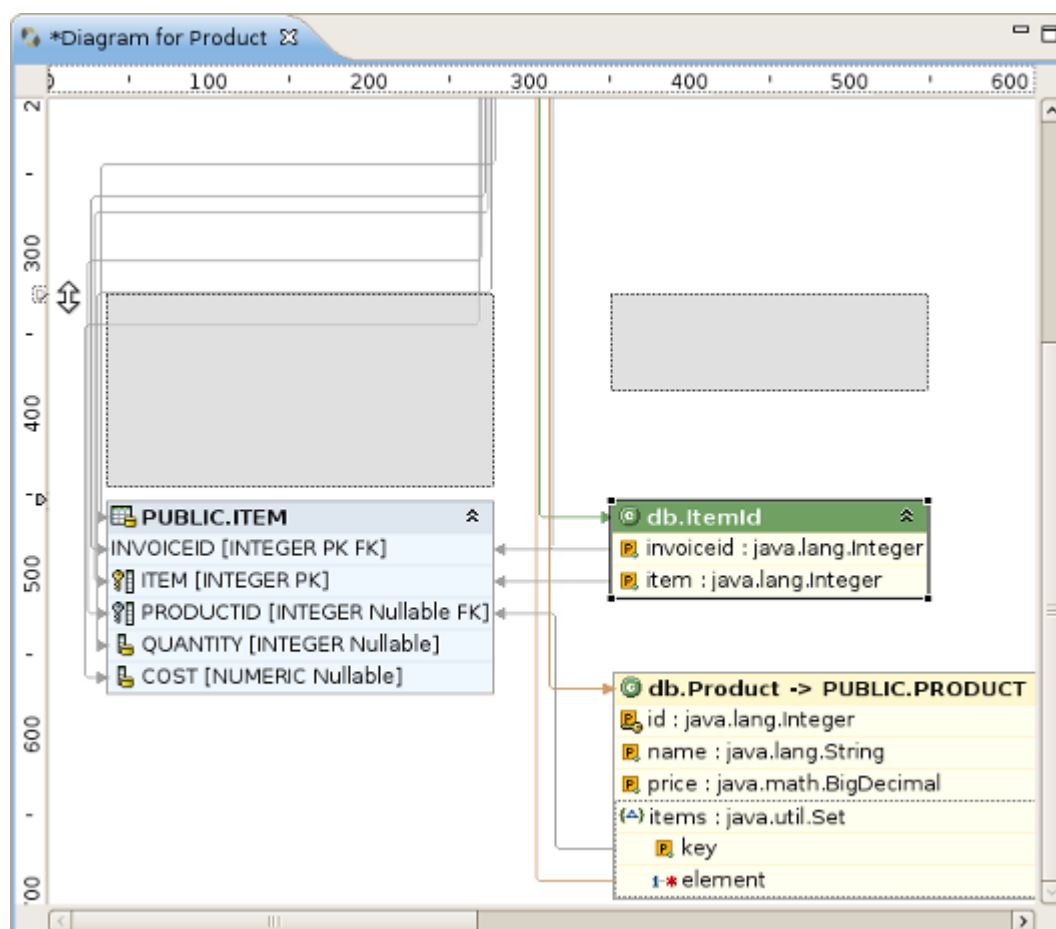 *Diagram for Product
100 200 300 400 500 600
2
300
400
500
600
00
PUBLIC.ITEM
INVOICEID [INTEGER PK FK]
ITEM [INTEGER PK]
PRODUCTID [INTEGER Nullable FK]
QUANTITY [INTEGER Nullable]
COST [NUMERIC Nullable]
db.ItemId
invoiceid : java.lang.Integer
item : java.lang.Integer
db.Product -> PUBLIC.PRODUCT
id : java.lang.Integer
name : java.lang.String
price : java.math.BigDecimal
items : java.util.Set
key
element